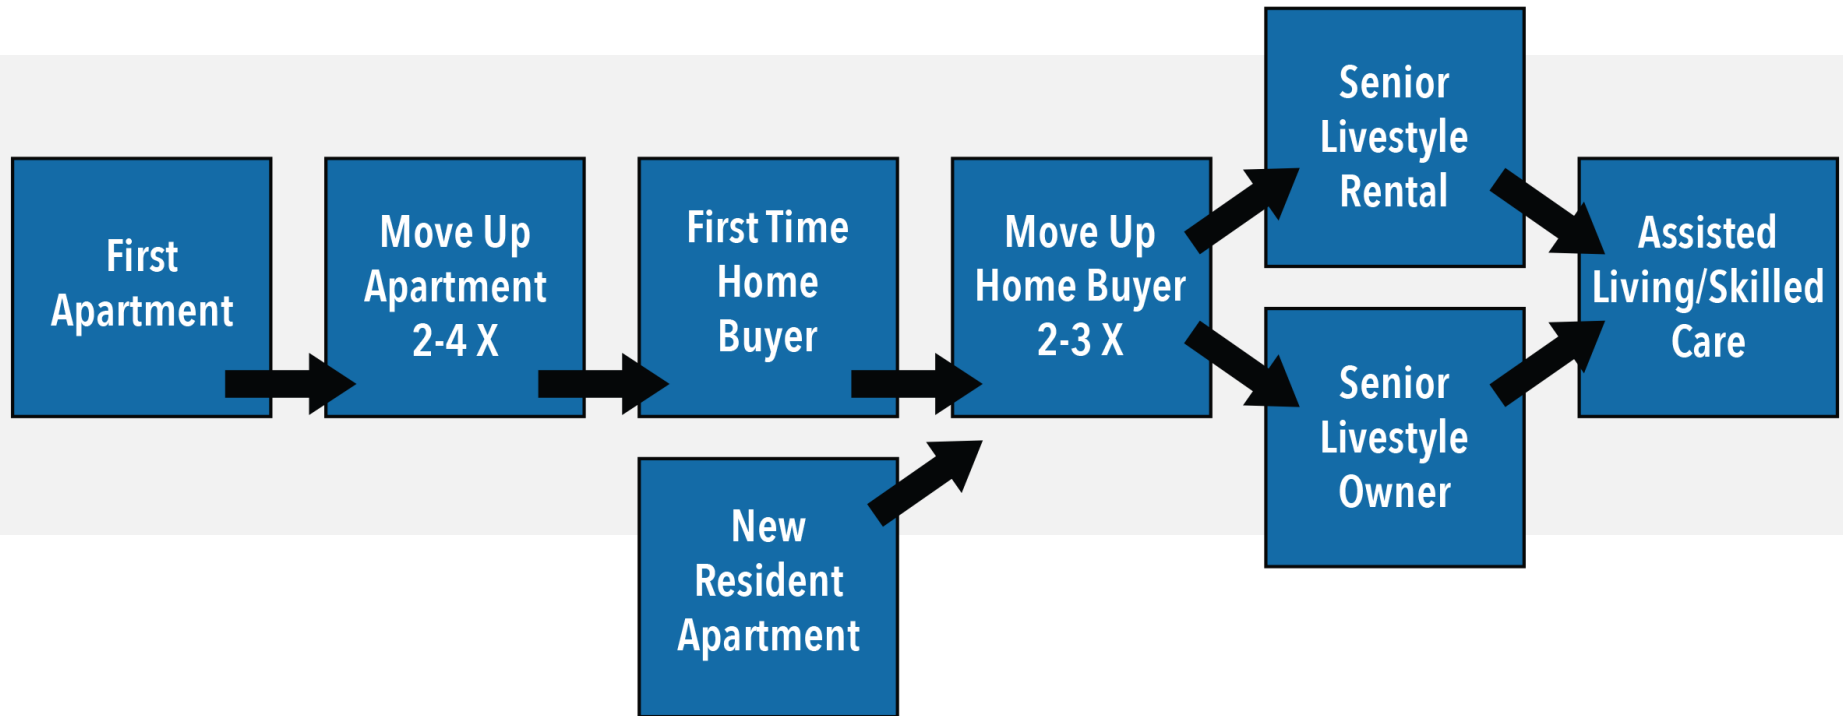 First
Apartment
Move Up
Apartment
2-4 X
First Time
Home
Buyer
New
Resident
Apartment
Move Up
Home Buyer
2-3 X
Senior
Livestyle
Rental
Senior
Livestyle
Owner
Assisted
Living/Skilled
Care